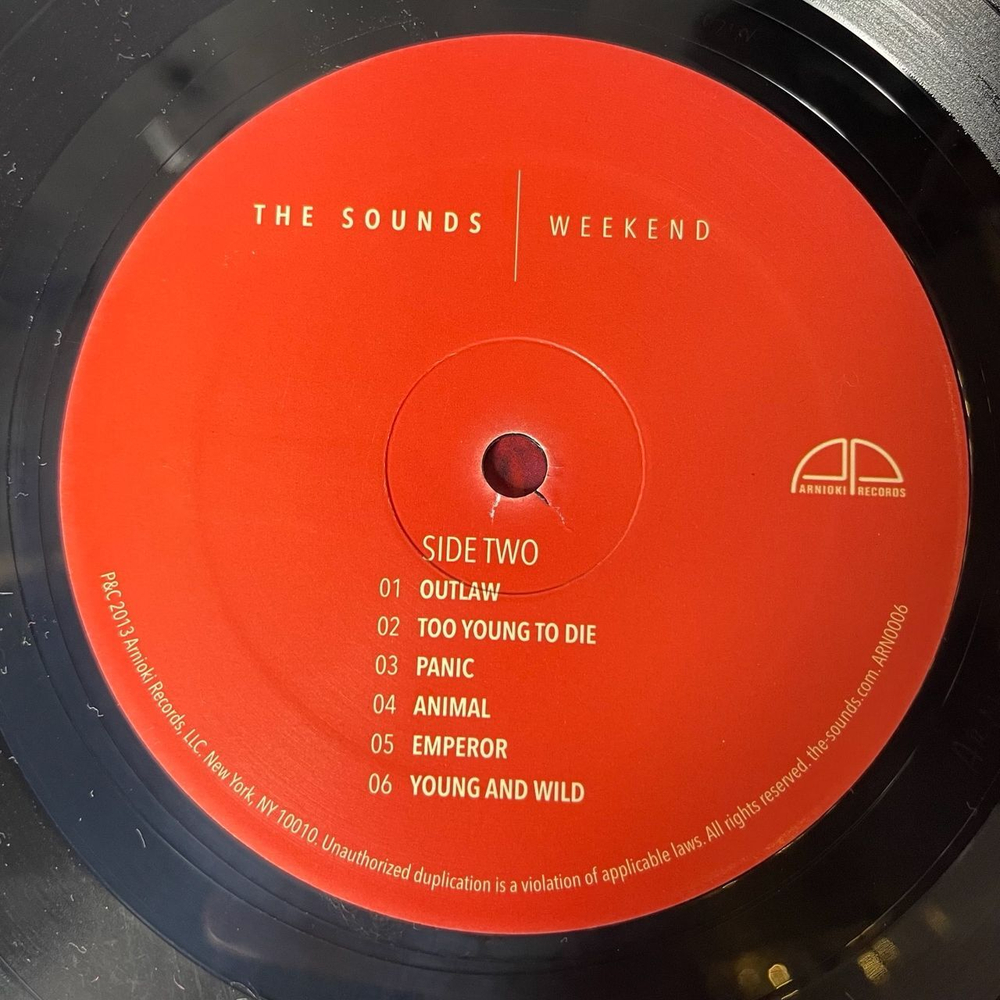 THE SOUNDS | WEEKEND
ARNIOKI RECORDS
SIDE TWO
01 OUTLAW
02 TOO YOUNG TO DIE
03 PANIC
04 ANIMAL
05 EMPEROR
06 YOUNG AND WILD
P&C 2013 Arnioki Records, LLC, New York, NY 10010. Unauthorized duplication is a violation of applicable laws. All rights reserved. the-sounds.com. ARN0006